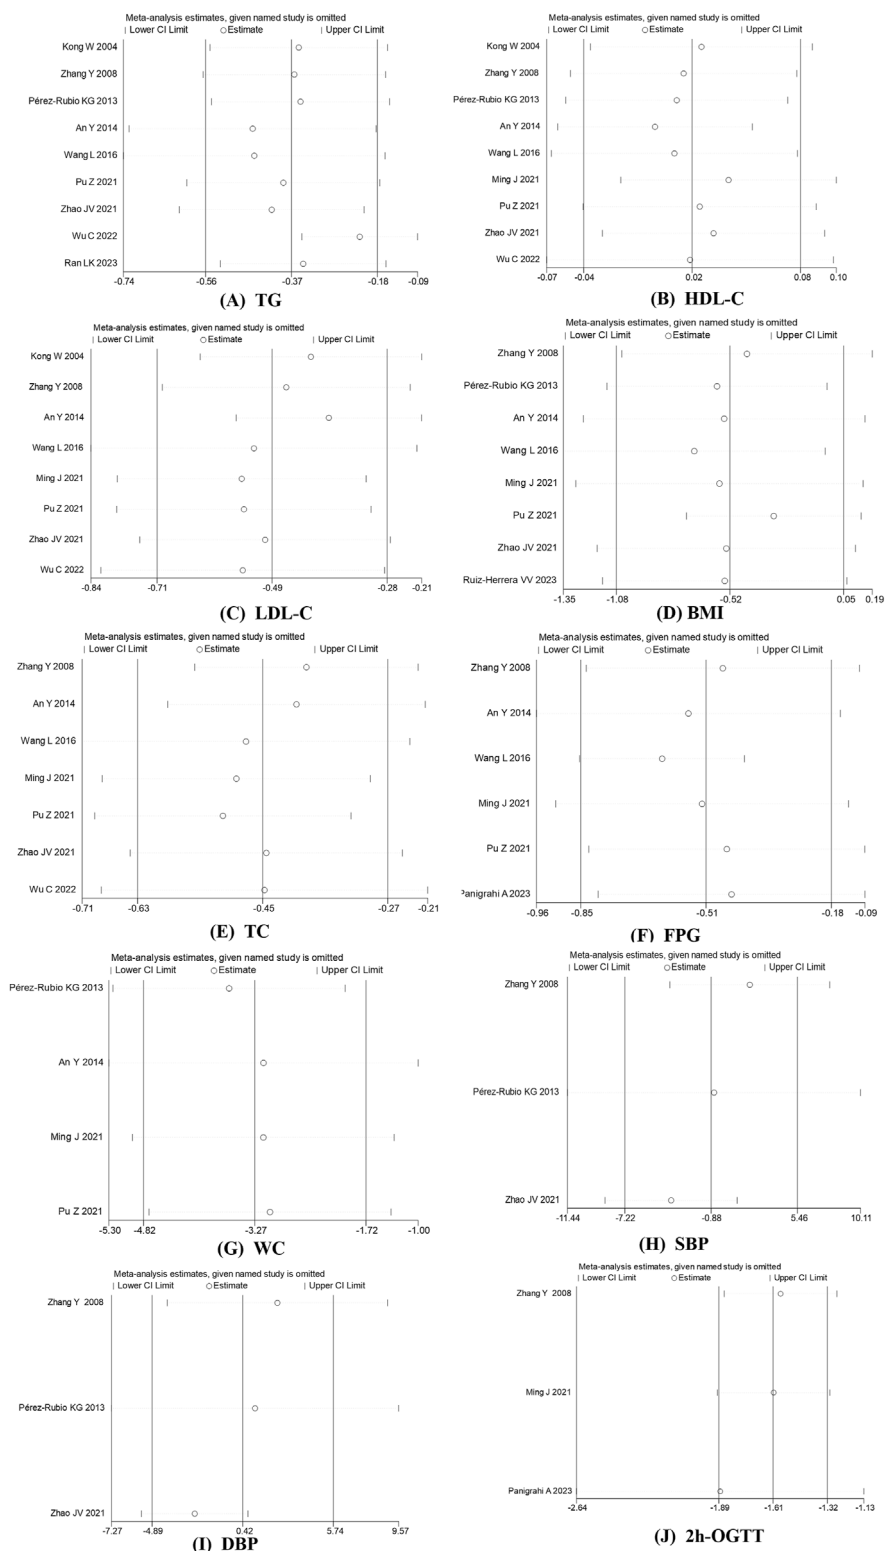 Meta-analysis estimates, given named study is omitted
| Lower CI Limit ○ Estimate | Upper CI Limit
Kong W 2004
Zhang Y 2008
Pérez-Rubio KG 2013
An Y 2014
Wang L 2016
Pu Z 2021
Zhao JV 2021
Wu C 2022
Ran LK 2023
-0.74 -0.56 -0.37 -0.18 -0.09
(A) TG
Meta-analysis estimates, given named study is omitted
| Lower CI Limit ○ Estimate | Upper CI Limit
Kong W 2004
Zhang Y 2008
Pérez-Rubio KG 2013
An Y 2014
Wang L 2016
Ming J 2021
Pu Z 2021
Zhao JV 2021
Wu C 2022
-0.07 -0.04 0.02 0.08 0.10
(B) HDL-C
Meta-analysis estimates, given named study is omitted
| Lower CI Limit ○ Estimate | Upper CI Limit
Kong W 2004
Zhang Y 2008
An Y 2014
Wang L 2016
Ming J 2021
Pu Z 2021
Zhao JV 2021
Wu C 2022
-0.84 -0.71 -0.49 -0.28 -0.21
(C) LDL-C
Meta-analysis estimates, given named study is omitted
| Lower CI Limit ○ Estimate | Upper CI Limit
Zhang Y 2008
Pérez-Rubio KG 2013
An Y 2014
Wang L 2016
Ming J 2021
Pu Z 2021
Zhao JV 2021
Ruiz-Herrera VV 2023
-1.35 -1.08 -0.52 0.05 0.19
(D) BMI
Meta-analysis estimates, given named study is omitted
| Lower CI Limit ○ Estimate | Upper CI Limit
Zhang Y 2008
An Y 2014
Wang L 2016
Ming J 2021
Pu Z 2021
Zhao JV 2021
Wu C 2022
-0.71 -0.63 -0.45 -0.27 -0.21
(E) TC
Meta-analysis estimates, given named study is omitted
| Lower CI Limit ○ Estimate | Upper CI Limit
Zhang Y 2008
An Y 2014
Wang L 2016
Ming J 2021
Pu Z 2021
Panigrahi A 2023
-0.96 -0.85 -0.51 -0.18 -0.09
(F) FPG
Meta-analysis estimates, given named study is omitted
| Lower CI Limit ○ Estimate | Upper CI Limit
Pérez-Rubio KG 2013
An Y 2014
Ming J 2021
Pu Z 2021
-5.30 -4.82 -3.27 -1.72 -1.00
(G) WC
Meta-analysis estimates, given named study is omitted
| Lower CI Limit ○ Estimate | Upper CI Limit
Zhang Y 2008
Pérez-Rubio KG 2013
Zhao JV 2021
-11.44 -7.22 -0.88 5.46 10.11
(H) SBP
Meta-analysis estimates, given named study is omitted
| Lower CI Limit ○ Estimate | Upper CI Limit
Zhang Y 2008
Pérez-Rubio KG 2013
Zhao JV 2021
-7.27 -4.89 0.42 5.74 9.57
(I) DBP
Meta-analysis estimates, given named study is omitted
| Lower CI Limit ○ Estimate | Upper CI Limit
Zhang Y 2008
Ming J 2021
Panigrahi A 2023
-2.64 -1.89 -1.61 -1.32 -1.13
(J) 2h-OGTT